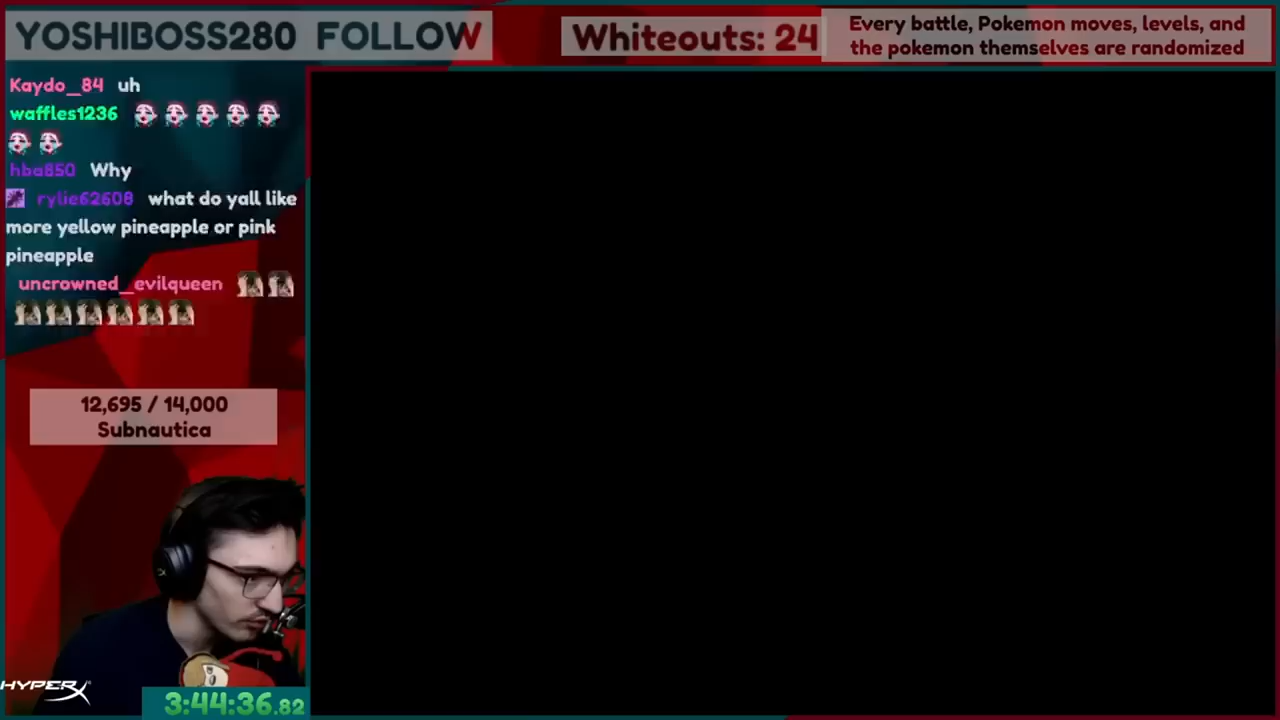 YOSHIBOSS280 FOLLOW
Whiteouts: 24
Every battle, Pokemon moves, levels, and
the pokemon themselves are randomized
Kaydo_84 uh
waffles1236
hba850 Why
rylie62608 what do yall like
more yellow pineapple or pink
pineapple
uncrowned_evilqueen
12,695 / 14,000
Subnautica
HYPERX
3:44:36.82